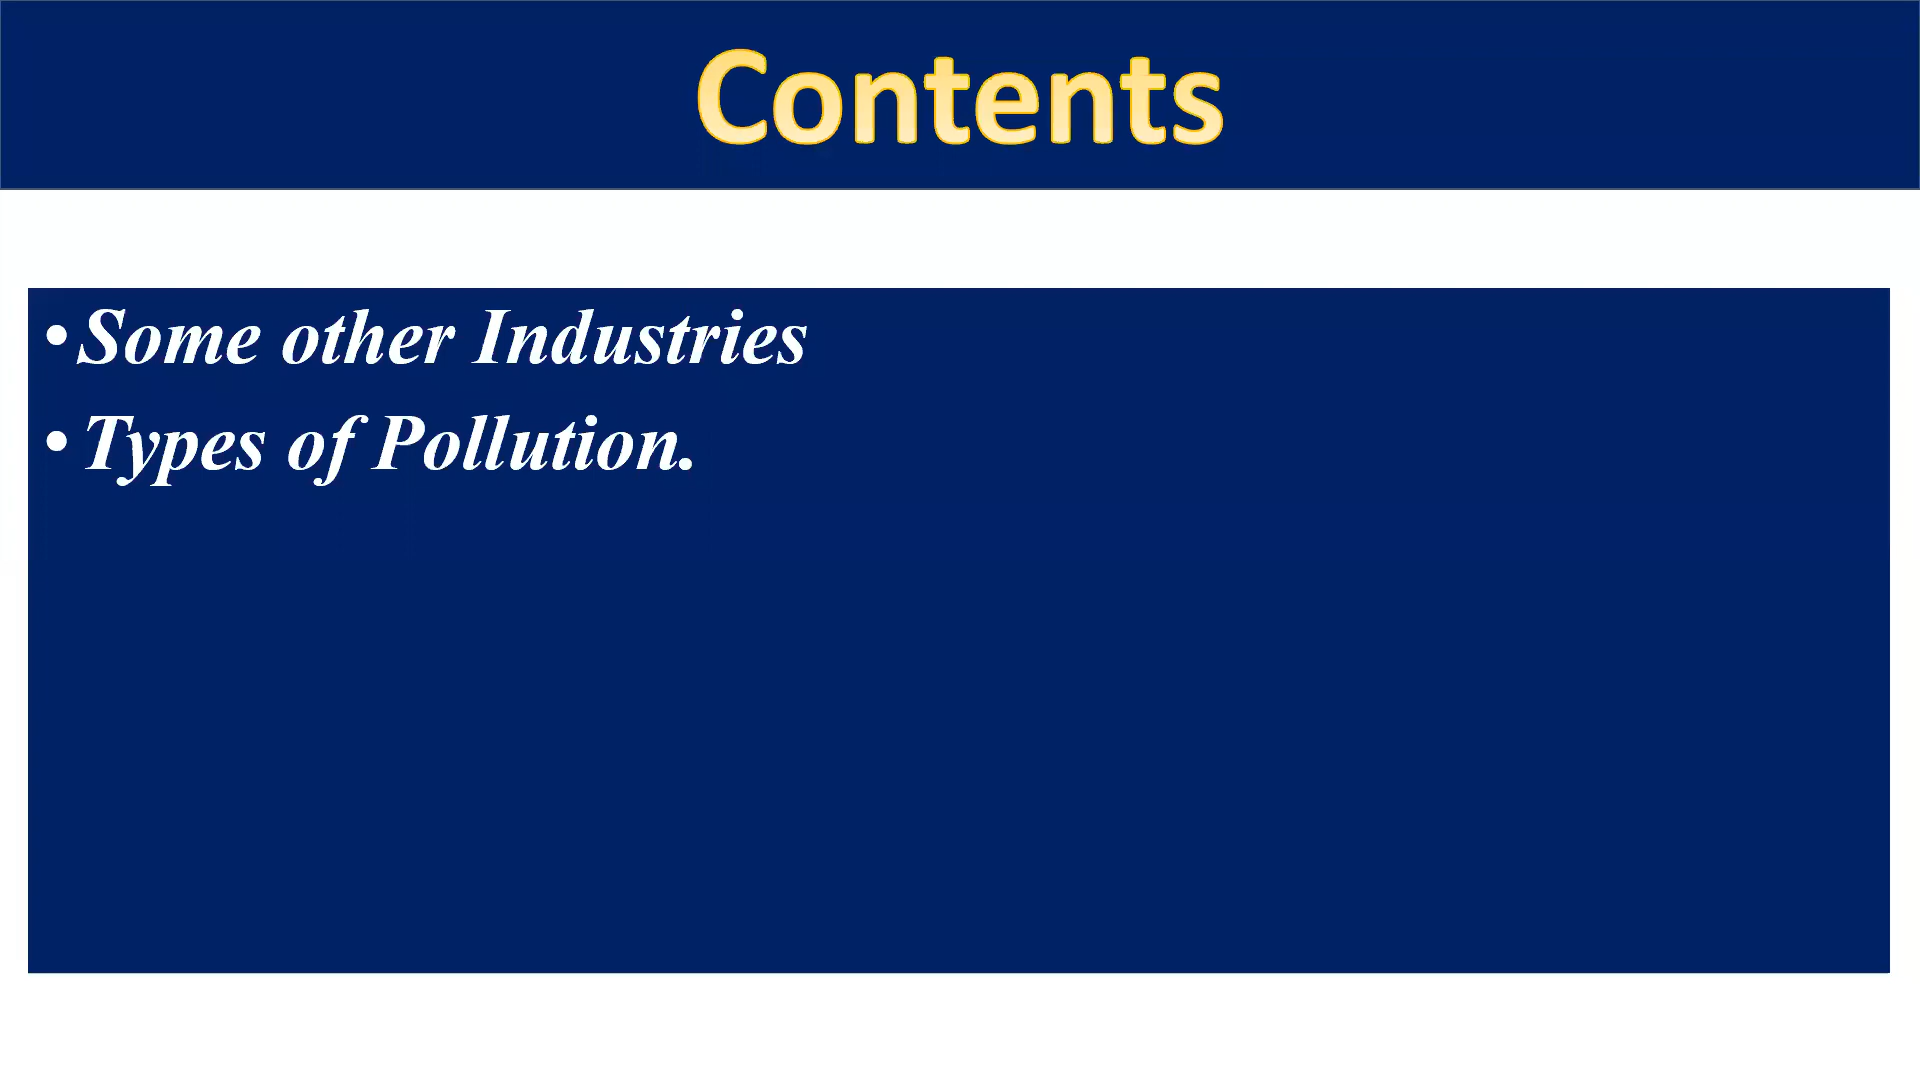 Contents
•Some other Industries
•Types of Pollution.